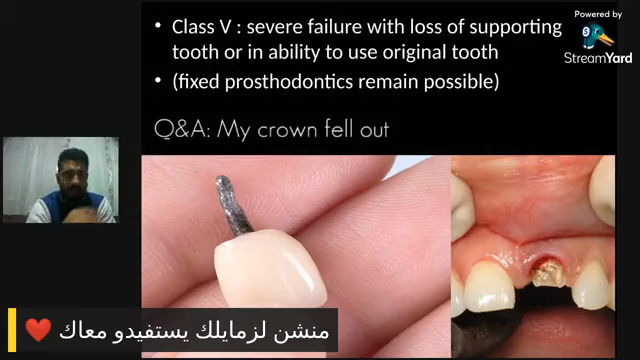 Powered by
StreamYard
• Class V : severe failure with loss of supporting
tooth or in ability to use original tooth
• (fixed prosthodontics remain possible)
Q&A: My crown fell out
منشن لزمايلك يستفيدو معاك ❤️